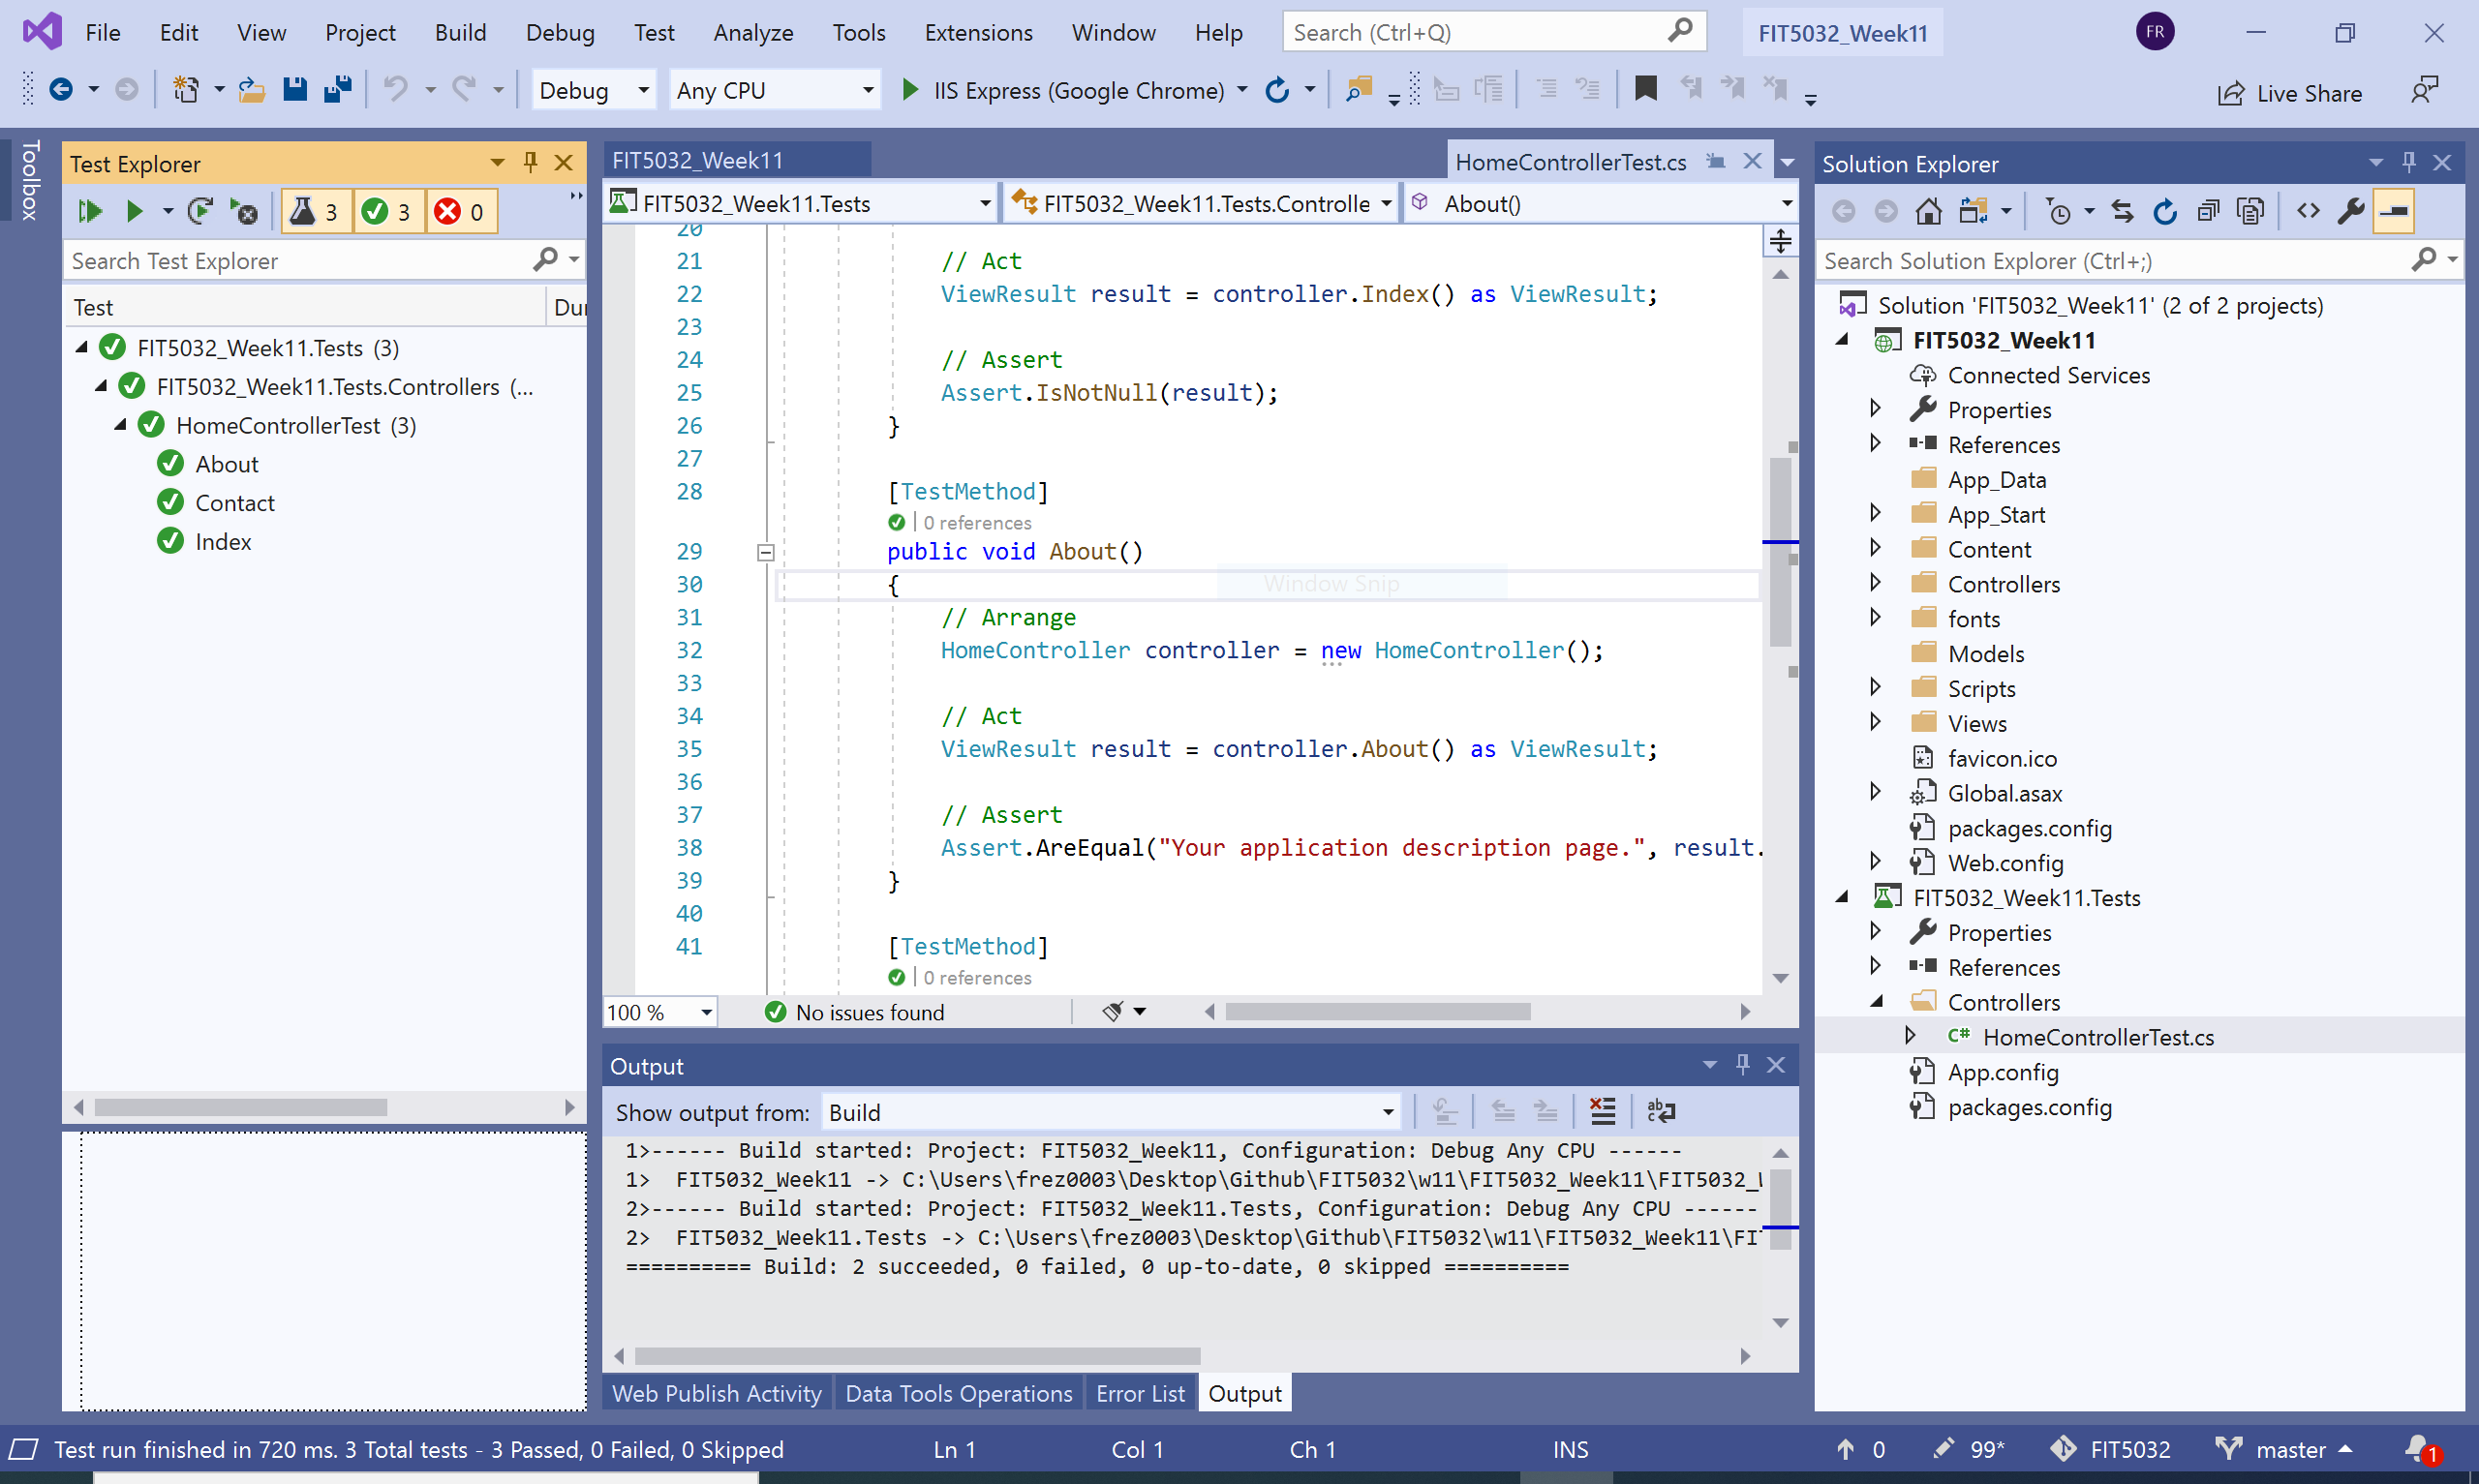 File Edit View Project Build Debug Test Analyze Tools Extensions Window Help Search (Ctrl+Q) FIT5032_Week11 FR
Debug Any CPU IIS Express (Google Chrome) Live Share
Toolbox
Test Explorer
3 3 0
Search Test Explorer
Test Dur
FIT5032_Week11.Tests (3)
FIT5032_Week11.Tests.Controllers (...
HomeControllerTest (3)
About
Contact
Index
FIT5032_Week11 HomeControllerTest.cs
FIT5032_Week11.Tests FIT5032_Week11.Tests.Controlle About()
20
21 // Act
22 ViewResult result = controller.Index() as ViewResult;
23
24 // Assert
25 Assert.IsNotNull(result);
26 }
27
28 [TestMethod]
0 references
29 public void About()
30 {
Window Snip
31 // Arrange
32 HomeController controller = new HomeController();
33
34 // Act
35 ViewResult result = controller.About() as ViewResult;
36
37 // Assert
38 Assert.AreEqual("Your application description page.", result.
39 }
40
41 [TestMethod]
0 references
100 % No issues found
Output
Show output from: Build
1>------ Build started: Project: FIT5032_Week11, Configuration: Debug Any CPU ------
1> FIT5032_Week11 -> C:\Users\frez0003\Desktop\Github\FIT5032\w11\FIT5032_Week11\FIT5032_W
2>------ Build started: Project: FIT5032_Week11.Tests, Configuration: Debug Any CPU ------
2> FIT5032_Week11.Tests -> C:\Users\frez0003\Desktop\Github\FIT5032\w11\FIT5032_Week11\FIT
========== Build: 2 succeeded, 0 failed, 0 up-to-date, 0 skipped ==========
Web Publish Activity Data Tools Operations Error List Output
Solution Explorer
Search Solution Explorer (Ctrl+;)
Solution 'FIT5032_Week11' (2 of 2 projects)
FIT5032_Week11
Connected Services
Properties
References
App_Data
App_Start
Content
Controllers
fonts
Models
Scripts
Views
favicon.ico
Global.asax
packages.config
Web.config
FIT5032_Week11.Tests
Properties
References
Controllers
C# HomeControllerTest.cs
App.config
packages.config
Test run finished in 720 ms. 3 Total tests - 3 Passed, 0 Failed, 0 Skipped Ln 1 Col 1 Ch 1 INS 0 99* FIT5032 master 1